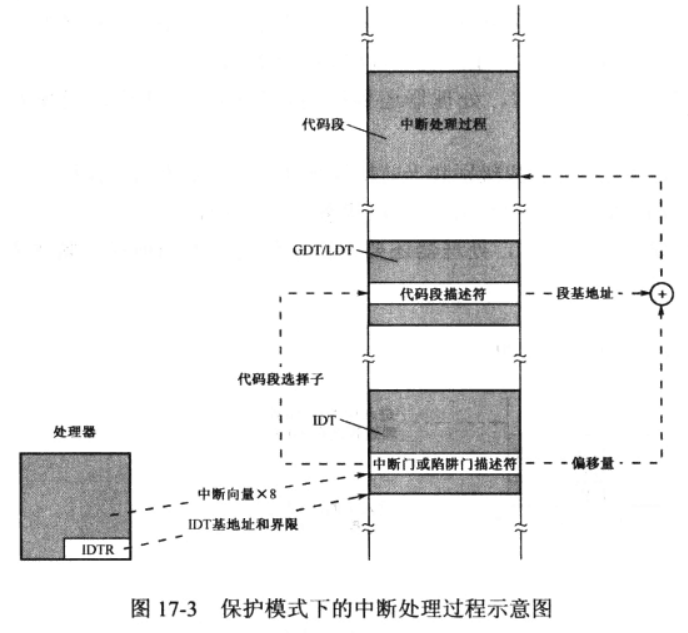 代码段
中断处理过程
GDT/LDT
代码段描述符
段基地址
+
代码段选择子
IDT
处理器
中断门或陷阱门描述符
偏移量
中断向量×8
IDT基地址和界限
IDTR
图 17-3 保护模式下的中断处理过程示意图